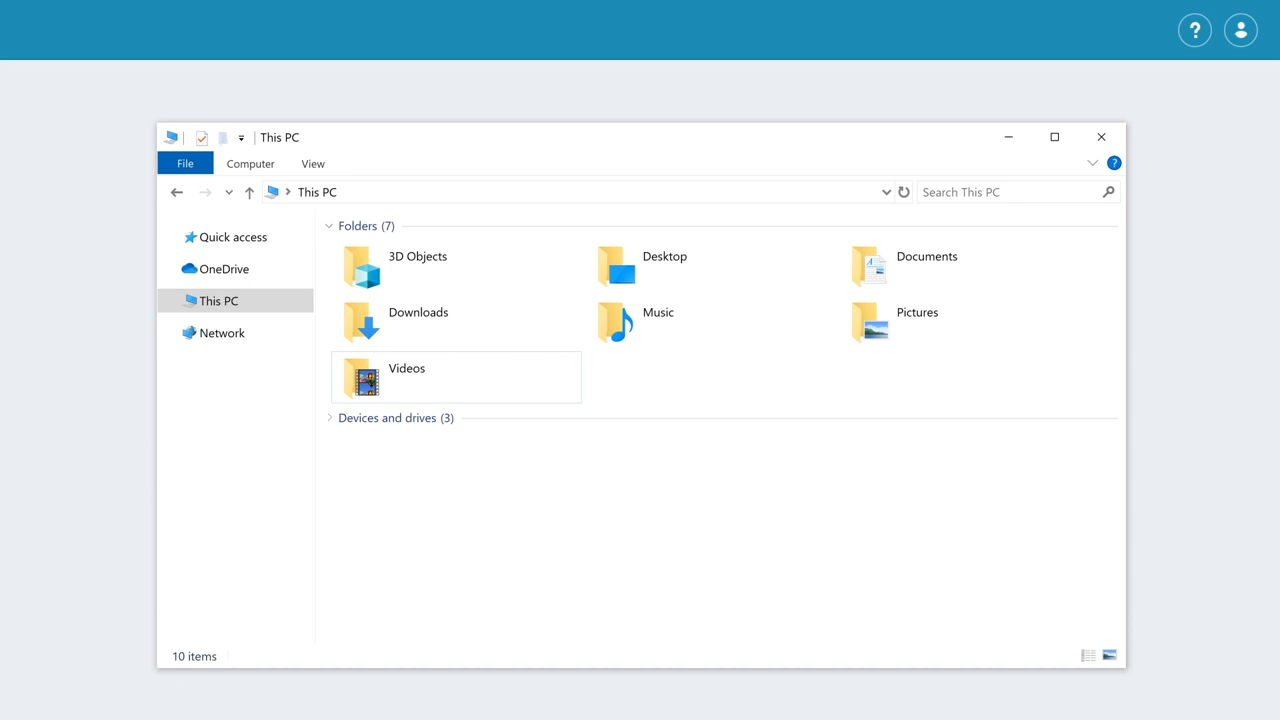 ?
This PC
File Computer View ?
This PC Search This PC
Quick access
OneDrive
This PC
Network
Folders (7)
3D Objects Desktop Documents
Downloads Music Pictures
Videos
Devices and drives (3)
10 items